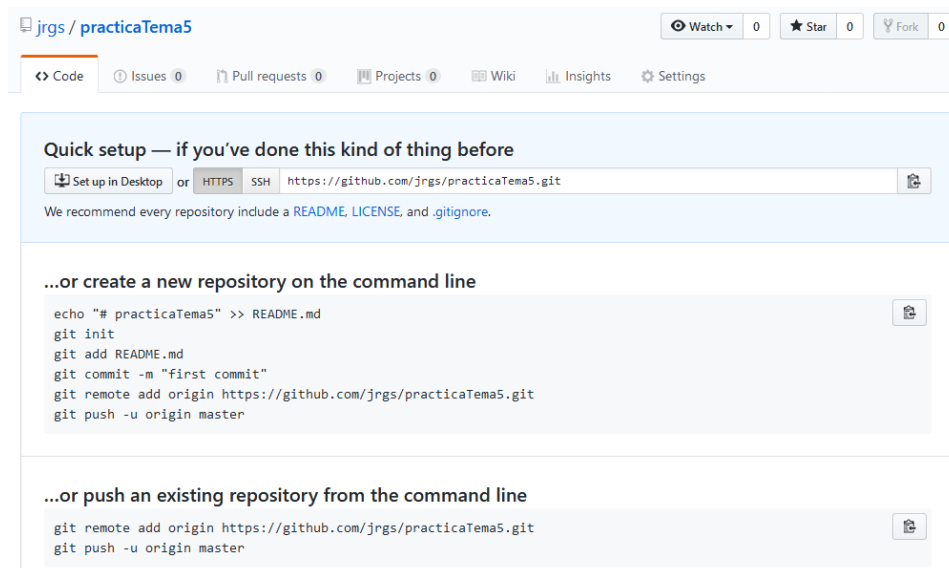 jrgs / practicaTema5 Watch 0 Star 0 Fork 0
Code Issues 0 Pull requests 0 Projects 0 Wiki Insights Settings
Quick setup — if you’ve done this kind of thing before
Set up in Desktop or HTTPS SSH https://github.com/jrgs/practicaTema5.git
We recommend every repository include a README, LICENSE, and .gitignore.
…or create a new repository on the command line
echo "# practicaTema5" >> README.md
git init
git add README.md
git commit -m "first commit"
git remote add origin https://github.com/jrgs/practicaTema5.git
git push -u origin master
…or push an existing repository from the command line
git remote add origin https://github.com/jrgs/practicaTema5.git
git push -u origin master